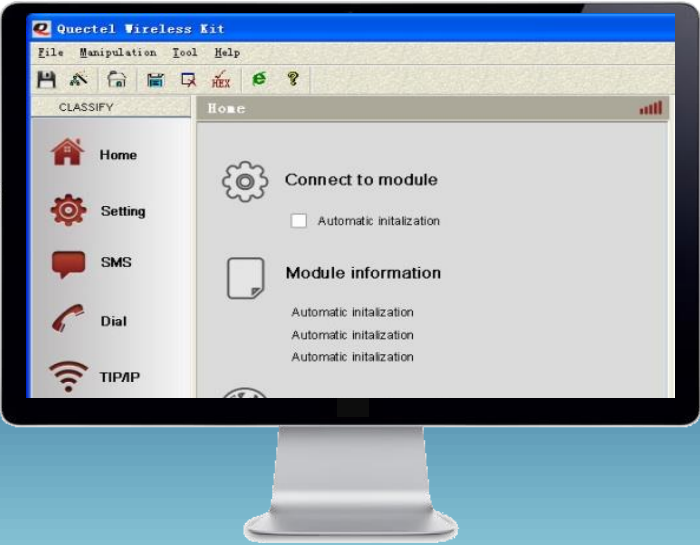 Quectel Wireless Kit
File Manipulation Tool Help
HEX
CLASSIFY
Home
Home
Connect to module
Automatic initalization
Setting
SMS
Module information
Automatic initalization
Automatic initalization
Automatic initalization
Dial
TIP/IP